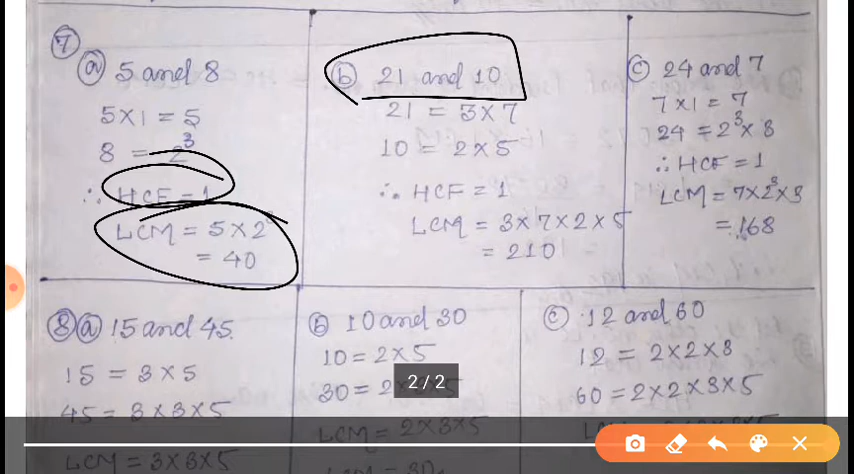 7
a 5 and 8
5×1 = 5
8 = 2³
∴ HCF = 1
LCM = 5×2³
= 40
b 21 and 10
21 = 3×7
10 = 2×5
∴ HCF = 1
LCM = 3×7×2×5
= 210
c 24 and 7
7×1 = 7
24 = 2³×3
∴ HCF = 1
LCM = 7×2³×3
= 168
8 a 15 and 45
15 = 3×5
45 = 3×3×5
LCM = 3×3×5
b 10 and 30
10 = 2×5
30 = 2
LCM = 2×3×5
c 12 and 60
12 = 2×2×3
60 = 2×2×3×5
2 / 2